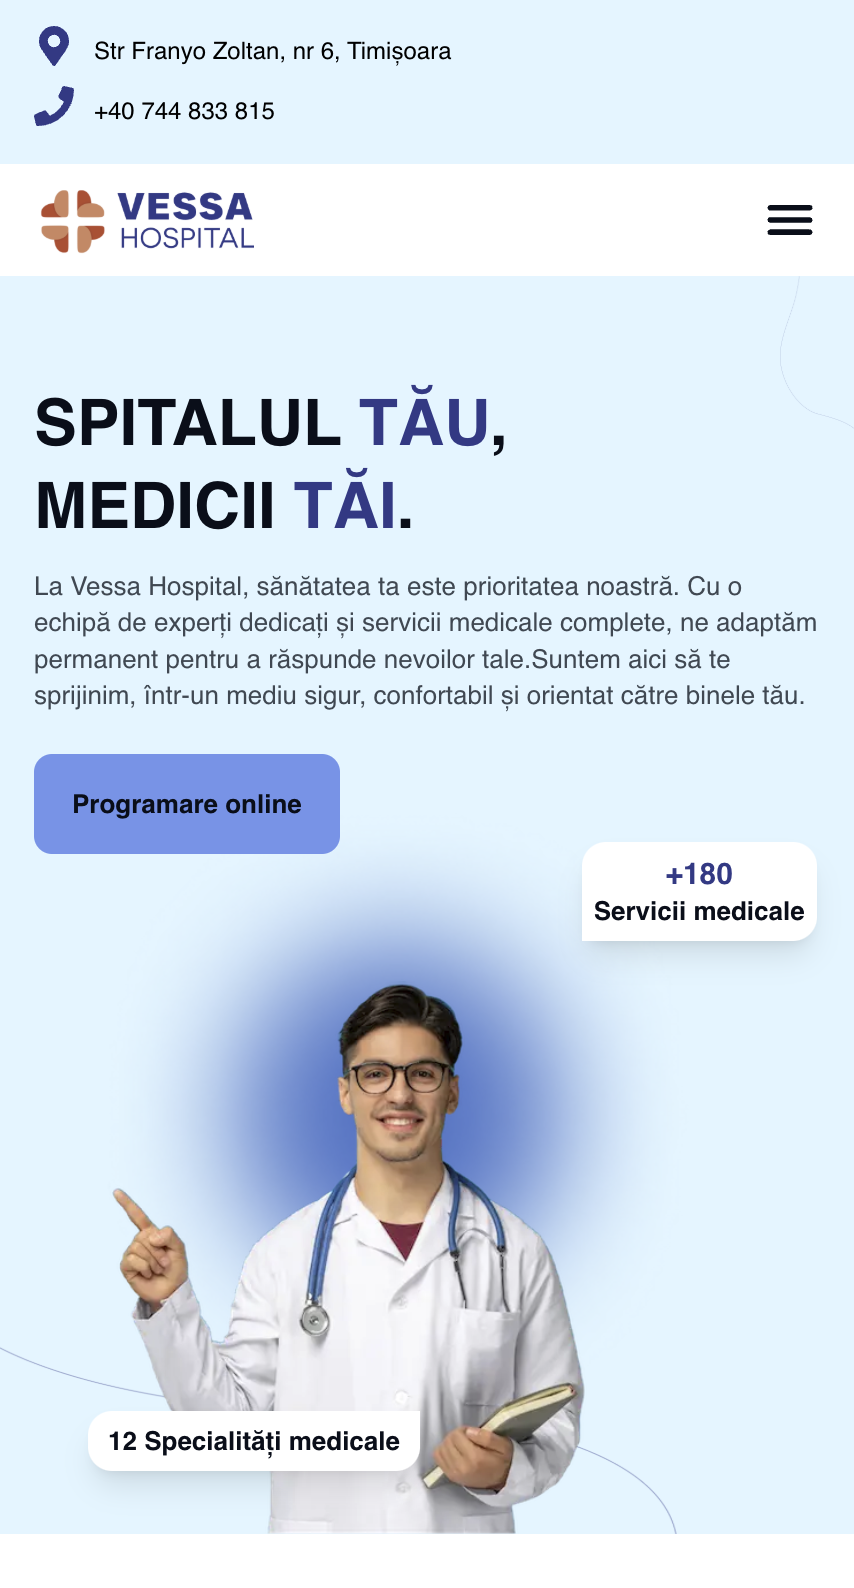 Str Franyo Zoltan, nr 6, Timișoara
+40 744 833 815
VESSA
HOSPITAL
SPITALUL TĂU,
MEDICII TĂI.
La Vessa Hospital, sănătatea ta este prioritatea noastră. Cu o
echipă de experți dedicați și servicii medicale complete, ne adaptăm
permanent pentru a răspunde nevoilor tale.Suntem aici să te
sprijinim, într-un mediu sigur, confortabil și orientat către binele tău.
Programare online
+180
Servicii medicale
12 Specialități medicale